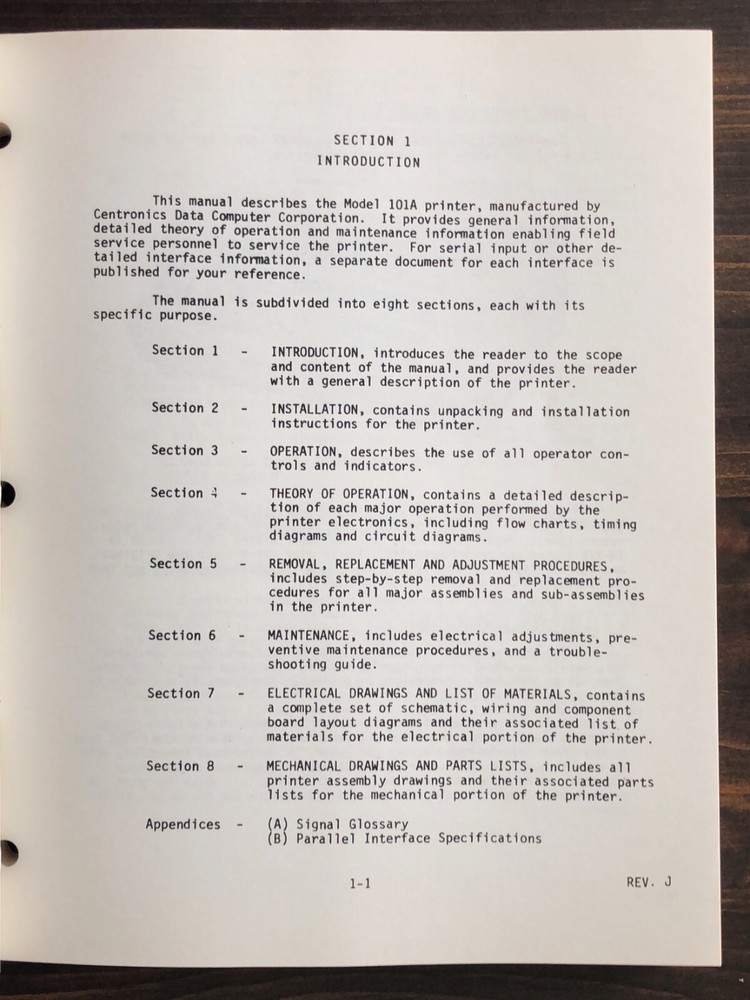 SECTION 1
INTRODUCTION
This manual describes the Model 101A printer, manufactured by
Centronics Data Computer Corporation. It provides general information,
detailed theory of operation and maintenance information enabling field
service personnel to service the printer. For serial input or other de-
tailed interface information, a separate document for each interface is
published for your reference.
The manual is subdivided into eight sections, each with its
specific purpose.
Section 1 - INTRODUCTION, introduces the reader to the scope
and content of the manual, and provides the reader
with a general description of the printer.
Section 2 - INSTALLATION, contains unpacking and installation
instructions for the printer.
Section 3 - OPERATION, describes the use of all operator con-
trols and indicators.
Section 4 - THEORY OF OPERATION, contains a detailed descrip-
tion of each major operation performed by the
printer electronics, including flow charts, timing
diagrams and circuit diagrams.
Section 5 - REMOVAL, REPLACEMENT AND ADJUSTMENT PROCEDURES,
includes step-by-step removal and replacement pro-
cedures for all major assemblies and sub-assemblies
in the printer.
Section 6 - MAINTENANCE, includes electrical adjustments, pre-
ventive maintenance procedures, and a trouble-
shooting guide.
Section 7 - ELECTRICAL DRAWINGS AND LIST OF MATERIALS, contains
a complete set of schematic, wiring and component
board layout diagrams and their associated list of
materials for the electrical portion of the printer.
Section 8 - MECHANICAL DRAWINGS AND PARTS LISTS, includes all
printer assembly drawings and their associated parts
lists for the mechanical portion of the printer.
Appendices - (A) Signal Glossary
(B) Parallel Interface Specifications
1-1 REV. J